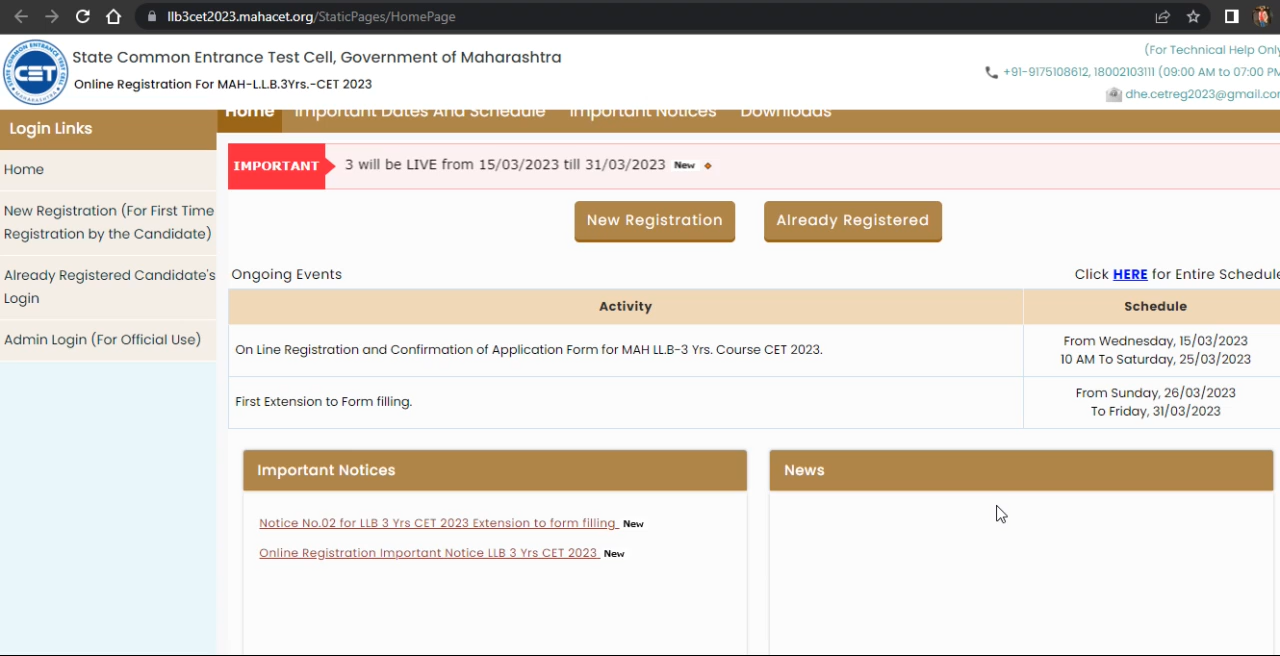 llb3cet2023.mahacet.org/StaticPages/HomePage
State Common Entrance Test Cell, Government of Maharashtra
Online Registration For MAH-L.L.B.3Yrs.-CET 2023
(For Technical Help Only
+91-9175108612, 18002103111 (09:00 AM to 07:00 PM
dhe.cetreg2023@gmail.com
CET
STATE COMMON ENTRANCE TEST CELL
Login Links
Home Important Dates And Schedule Important Notices Downloads
Home
New Registration (For First Time
Registration by the Candidate)
Already Registered Candidate's
Login
Admin Login (For Official Use)
IMPORTANT 3 will be LIVE from 15/03/2023 till 31/03/2023 New
New Registration Already Registered
Ongoing Events Click HERE for Entire Schedule
Activity Schedule
On Line Registration and Confirmation of Application Form for MAH LL.B-3 Yrs. Course CET 2023.
From Wednesday, 15/03/2023
10 AM To Saturday, 25/03/2023
First Extension to Form filling.
From Sunday, 26/03/2023
To Friday, 31/03/2023
Important Notices
Notice No.02 for LLB 3 Yrs CET 2023 Extension to form filling New
Online Registration Important Notice LLB 3 Yrs CET 2023 New
News